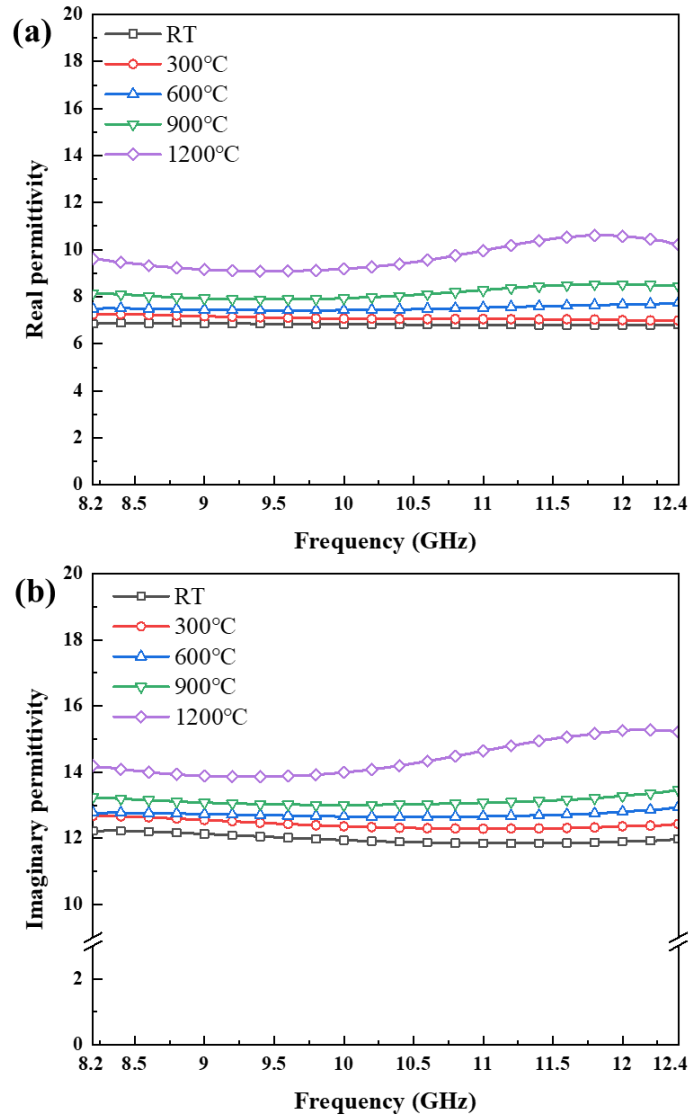 (a)
20
18
16
14
12
10
8
6
4
2
0
Real permittivity
RT
300°C
600°C
900°C
1200°C
8.2 8.5 9 9.5 10 10.5 11 11.5 12 12.4
Frequency (GHz)
(b)
20
18
16
14
12
10
2
0
Imaginary permittivity
RT
300°C
600°C
900°C
1200°C
8.2 8.5 9 9.5 10 10.5 11 11.5 12 12.4
Frequency (GHz)